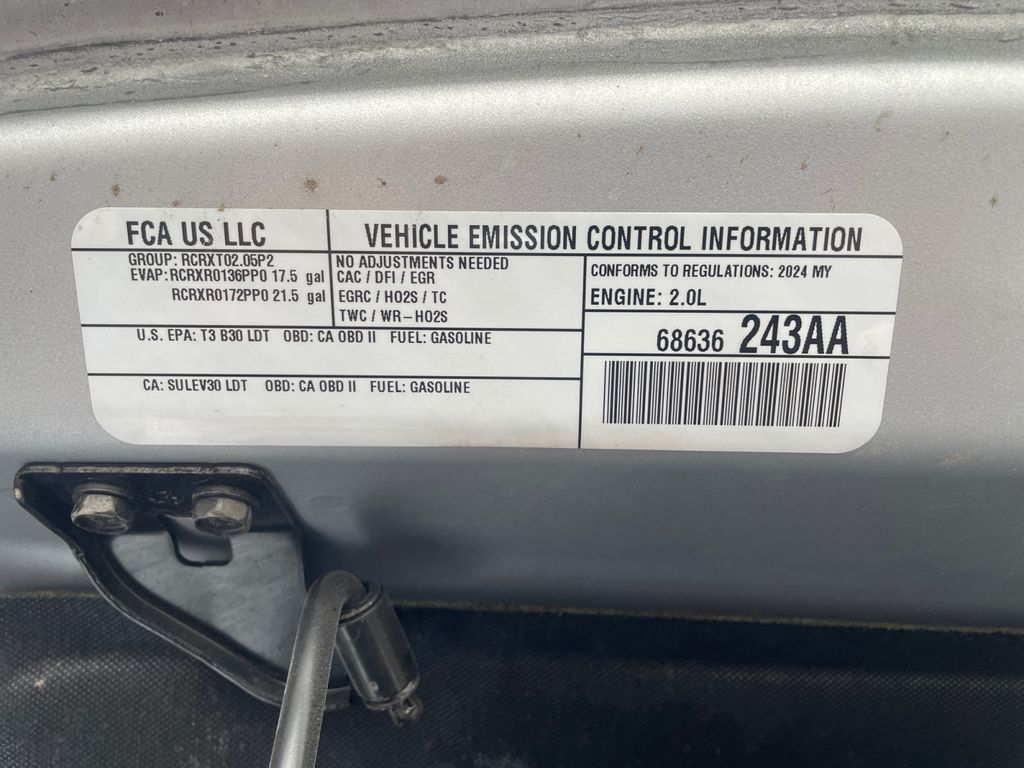 FCA US LLC
GROUP: RCRXT02.05P2
EVAP:RCRXR0136PP0 17.5 gal
RCRXR0172PP0 21.5 gal
VEHICLE EMISSION CONTROL INFORMATION
NO ADJUSTMENTS NEEDED
CAC / DFI / EGR
EGRC / HO2S / TC
TWC / WR-HO2S
CONFORMS TO REGULATIONS: 2024 MY
ENGINE: 2.0L
68636 243AA
U.S. EPA: T3 B30 LDT OBD: CA OBD II FUEL: GASOLINE
CA: SULEV30 LDT OBD: CA OBD II FUEL: GASOLINE